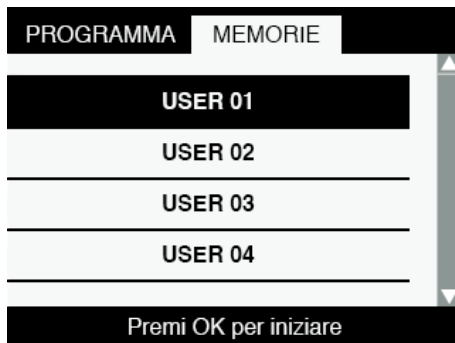 PROGRAMMA MEMORIE
USER 01
USER 02
USER 03
USER 04
Premi OK per iniziare